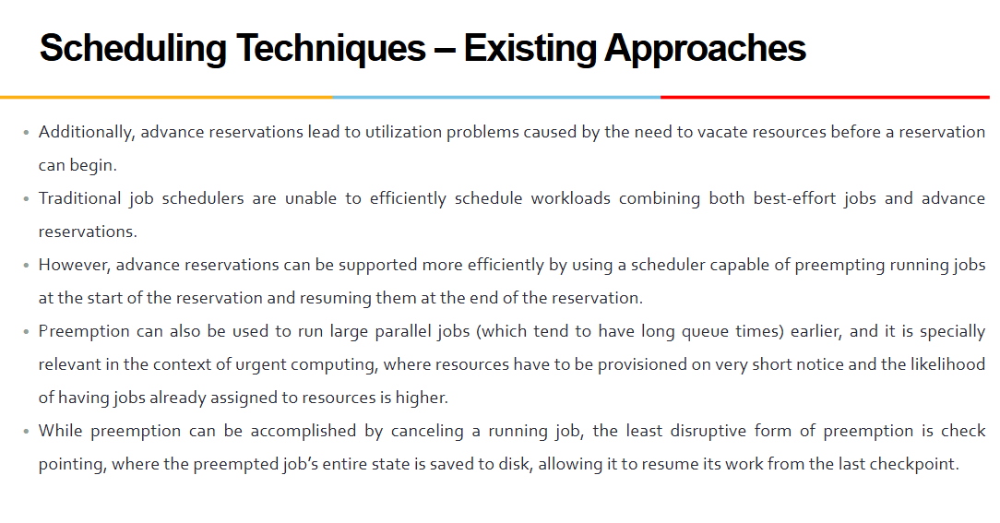 Scheduling Techniques – Existing Approaches
• Additionally, advance reservations lead to utilization problems caused by the need to vacate resources before a reservation
can begin.
• Traditional job schedulers are unable to efficiently schedule workloads combining both best-effort jobs and advance
reservations.
• However, advance reservations can be supported more efficiently by using a scheduler capable of preempting running jobs
at the start of the reservation and resuming them at the end of the reservation.
• Preemption can also be used to run large parallel jobs (which tend to have long queue times) earlier, and it is specially
relevant in the context of urgent computing, where resources have to be provisioned on very short notice and the likelihood
of having jobs already assigned to resources is higher.
• While preemption can be accomplished by canceling a running job, the least disruptive form of preemption is check
pointing, where the preempted job’s entire state is saved to disk, allowing it to resume its work from the last checkpoint.